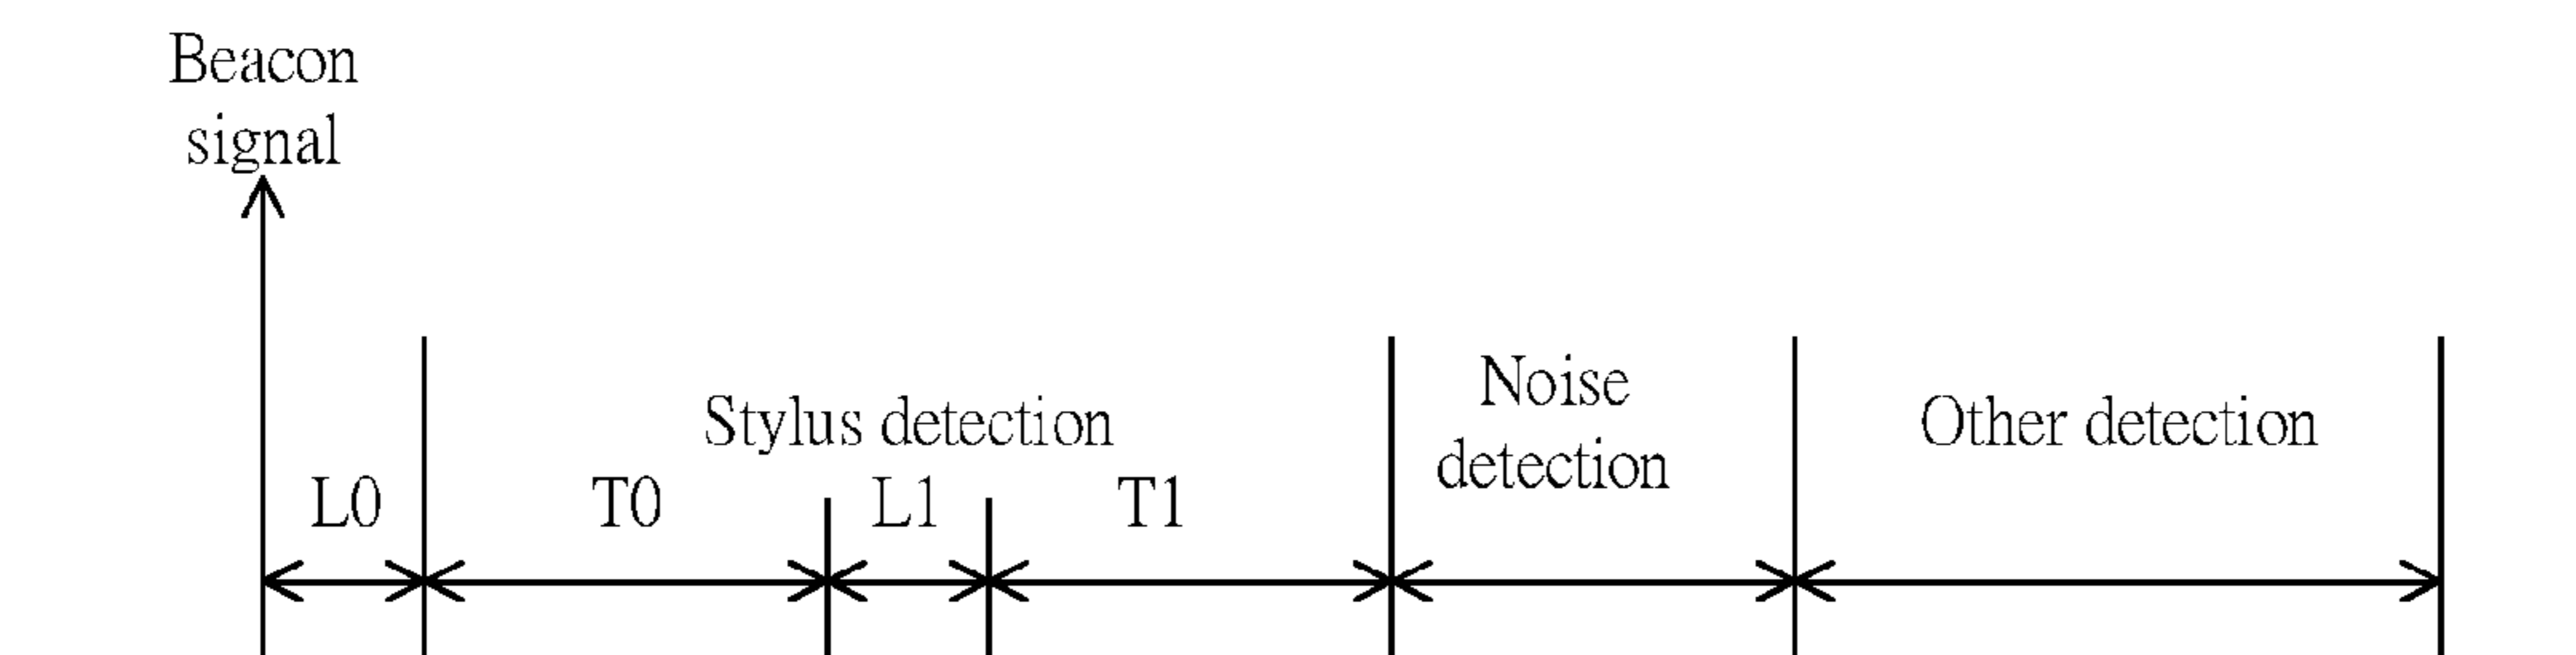 Beacon
signal
Noise
detection
Stylus detection
Other detection
L0
T0
L1
T1